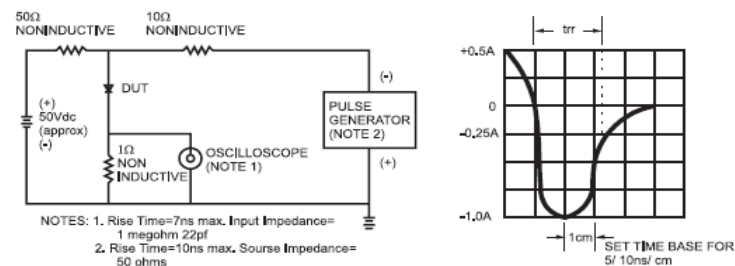 50Ω
NONINDUCTIVE
10Ω
NONINDUCTIVE
(+)
50Vdc
(approx)
(-)
DUT
1Ω
NON
INDUCTIVE
OSCILLOSCOPE
(NOTE 1)
(-)
PULSE
GENERATOR
(NOTE 2)
(+)
NOTES: 1. Rise Time=7ns max. Input Impedance=
1 megohm 22pf
2. Rise Time=10ns max. Sourse Impedance=
50 ohms
trr
+0.5A
0
-0.25A
-1.0A
1cm
SET TIME BASE FOR
5/ 10ns/ cm